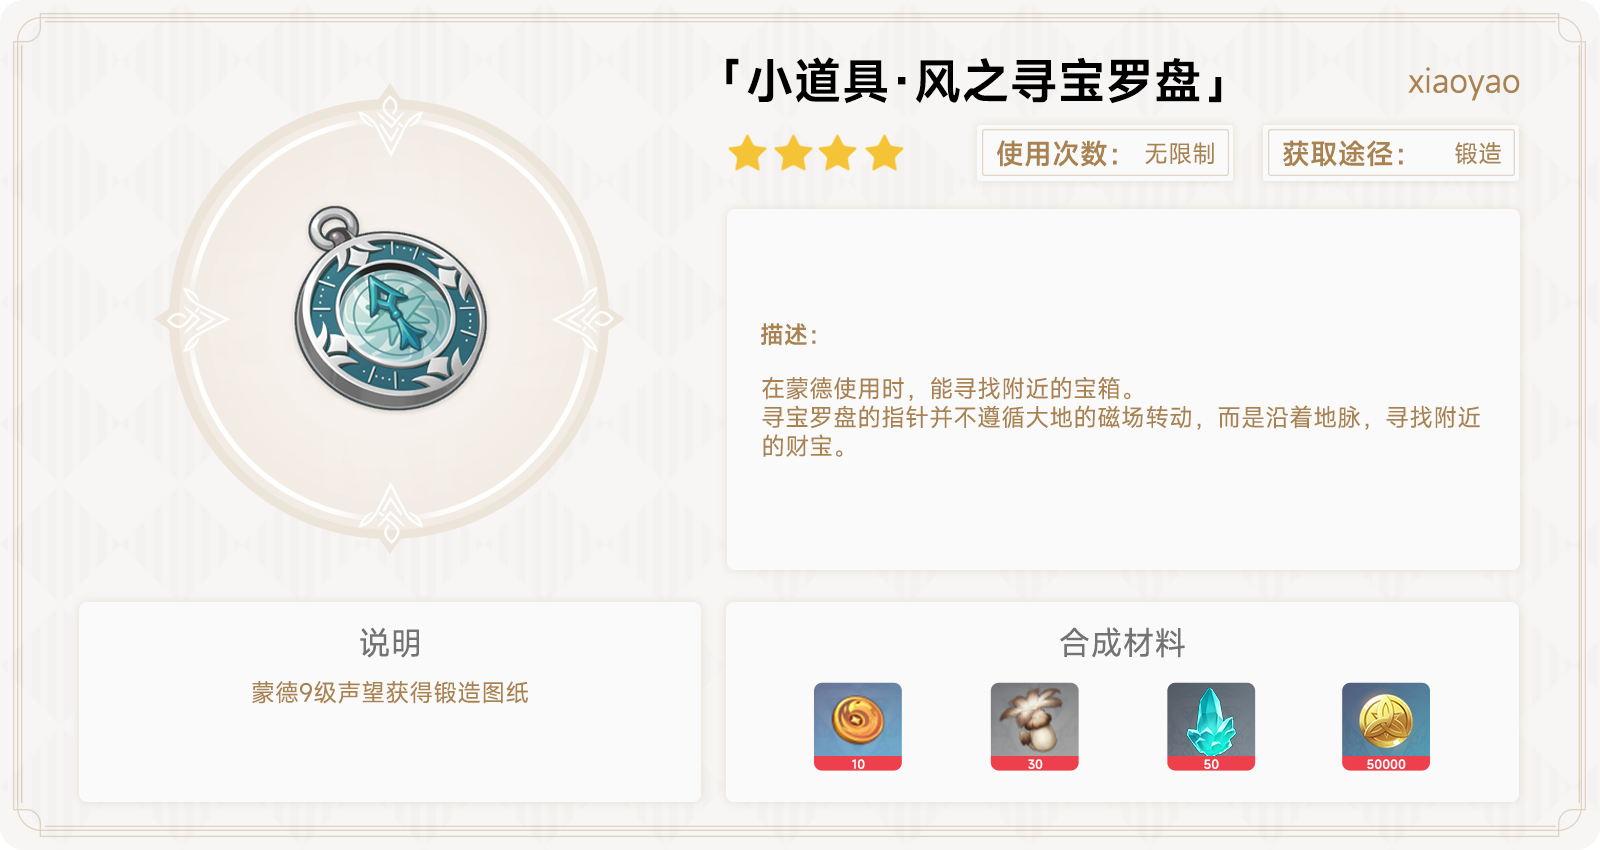 「小道具·风之寻宝罗盘」
xiaoyao
使用次数： 无限制
获取途径： 锻造
描述：
在蒙德使用时，能寻找附近的宝箱。
寻宝罗盘的指针并不遵循大地的磁场转动，而是沿着地脉，寻找附近
的财宝。
说明
蒙德9级声望获得锻造图纸
合成材料
10
30
50
50000